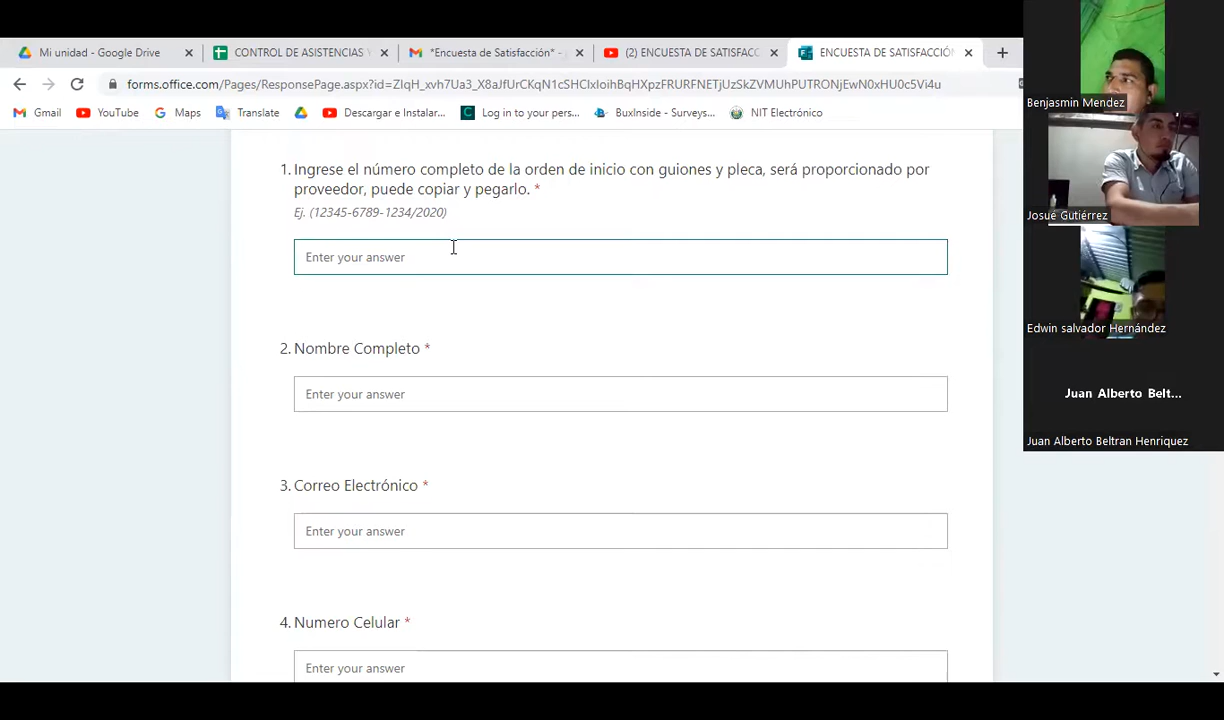 Mi unidad - Google Drive
CONTROL DE ASISTENCIAS Y
*Encuesta de Satisfacción* -
(2) ENCUESTA DE SATISFACC
ENCUESTA DE SATISFACCIÓN
forms.office.com/Pages/ResponsePage.aspx?id=ZIqH_xvh7Ua3_X8aJfUrCKqN1cSHCIxIoihBqHXpzFRURFNETjUzSkZVMUhPUTRONjEwN0xHU0c5Vi4u
Gmail
YouTube
Maps
Translate
Descargar e Instalar...
Log in to your pers...
BuxInside - Surveys...
NIT Electrónico
1. Ingrese el número completo de la orden de inicio con guiones y pleca, será proporcionado por
proveedor, puede copiar y pegarlo. *
Ej. (12345-6789-1234/2020)
Enter your answer
2. Nombre Completo *
Enter your answer
3. Correo Electrónico *
Enter your answer
4. Numero Celular *
Enter your answer
Benjasmin Mendez
Josué Gutiérrez
Edwin salvador Hernández
Juan Alberto Belt...
Juan Alberto Beltran Henriquez